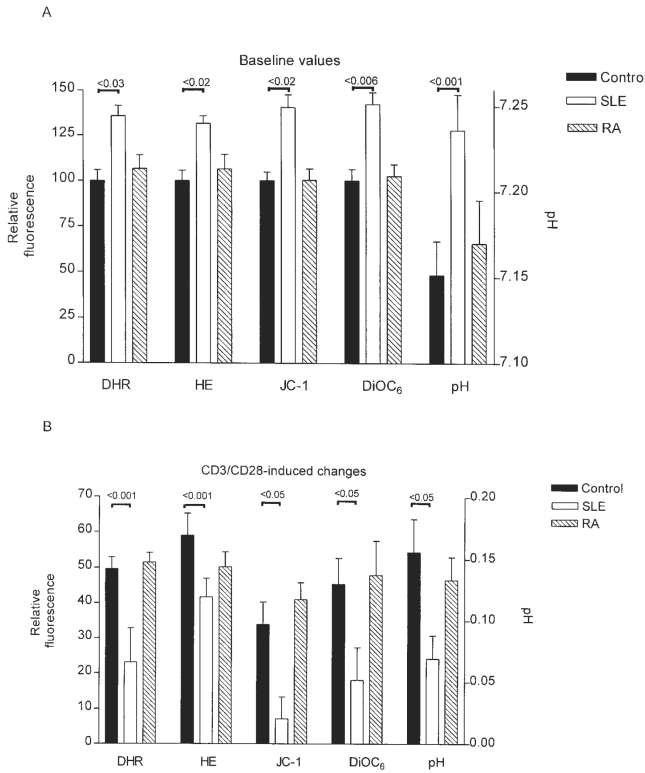 A
Baseline values
<0.03 <0.02 <0.02 <0.006 <0.001
Control
SLE
RA
Relative
fluorescence
150
125
100
75
50
25
0
7.25
7.20
7.15
7.10
pH
DHR HE JC-1 DiOC6 pH
B
CD3/CD28-induced changes
<0.001 <0.001 <0.05 <0.05 <0.05
Control
SLE
RA
Relative
fluorescence
70
60
50
40
30
20
10
0
0.20
0.15
0.10
0.05
0.00
pH
DHR HE JC-1 DiOC6 pH